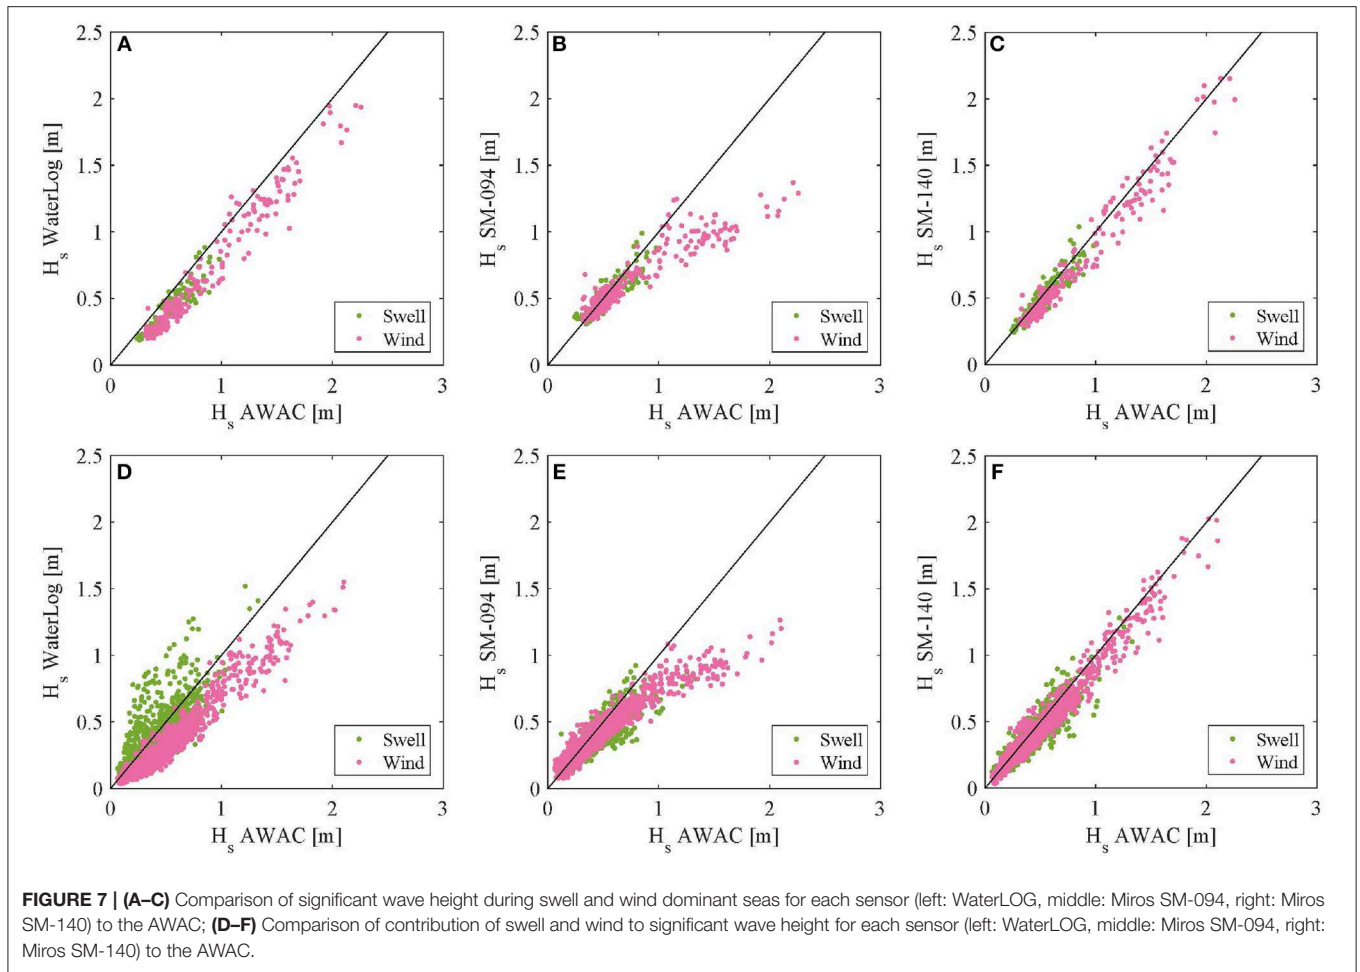 A
2.5
2
1.5
1
0.5
0
H_s WaterLog [m]
Swell
Wind
0 1 2 3
H_s AWAC [m]
B
2.5
2
1.5
1
0.5
0
H_s SM-094 [m]
Swell
Wind
0 1 2 3
H_s AWAC [m]
C
2.5
2
1.5
1
0.5
0
H_s SM-140 [m]
Swell
Wind
0 1 2 3
H_s AWAC [m]
D
2.5
2
1.5
1
0.5
0
H_s WaterLog [m]
Swell
Wind
0 1 2 3
H_s AWAC [m]
E
2.5
2
1.5
1
0.5
0
H_s SM-094 [m]
Swell
Wind
0 1 2 3
H_s AWAC [m]
F
2.5
2
1.5
1
0.5
0
H_s SM-140 [m]
Swell
Wind
0 1 2 3
H_s AWAC [m]
FIGURE 7 | (A–C) Comparison of significant wave height during swell and wind dominant seas for each sensor (left: WaterLOG, middle: Miros SM-094, right: Miros
SM-140) to the AWAC; (D–F) Comparison of contribution of swell and wind to significant wave height for each sensor (left: WaterLOG, middle: Miros SM-094, right:
Miros SM-140) to the AWAC.